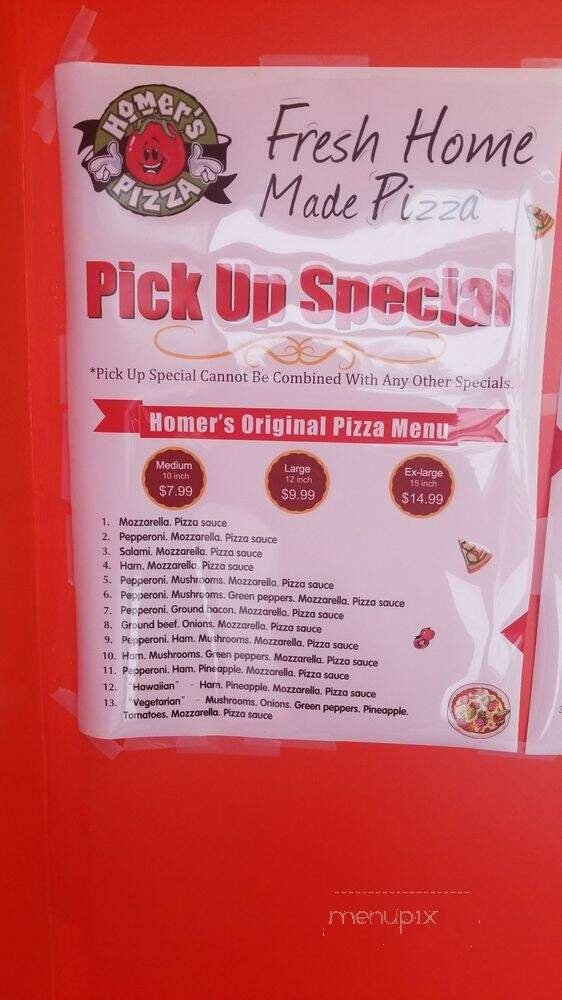 HOMER'S
PIZZA
Fresh Home
Made Pizza
Pick Up Special
*Pick Up Special Cannot Be Combined With Any Other Specials.
Homer's Original Pizza Menu
Medium
10 inch
$7.99
Large
12 inch
$9.99
Ex-large
15 inch
$14.99
1. Mozzarella. Pizza sauce
2. Pepperoni. Mozzarella. Pizza sauce
3. Salami. Mozzarella. Pizza sauce
4. Ham. Mozzarella. Pizza sauce
5. Pepperoni. Mushrooms. Mozzarella. Pizza sauce
6. Pepperoni. Mushrooms. Green peppers. Mozzarella. Pizza sauce
7. Pepperoni. Ground bacon. Mozzarella. Pizza sauce
8. Ground beef. Onions. Mozzarella. Pizza sauce
9. Pepperoni. Ham. Mushrooms. Mozzarella. Pizza sauce
10. Ham. Mushrooms. Green peppers. Mozzarella. Pizza sauce
11. Pepperoni. Ham. Pineapple. Mozzarella. Pizza sauce
12. "Hawaiian" - Ham. Pineapple. Mozzarella. Pizza sauce
13. "Vegetarian" - Mushrooms. Onions. Green peppers. Pineapple.
Tomatoes. Mozzarella. Pizza sauce
menupix